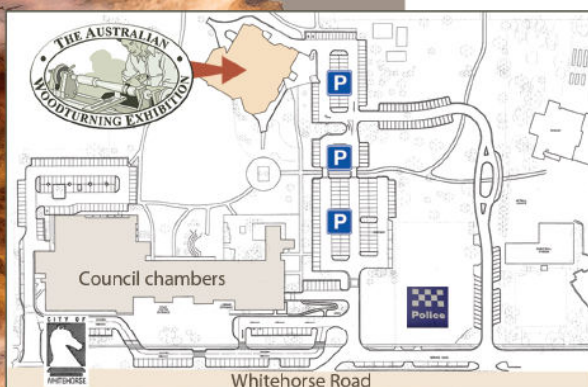 THE AUSTRALIAN
WOODTURNING EXHIBITION
P
P
P
Council chambers
Police
CITY OF
WHITEHORSE
Whitehorse Road